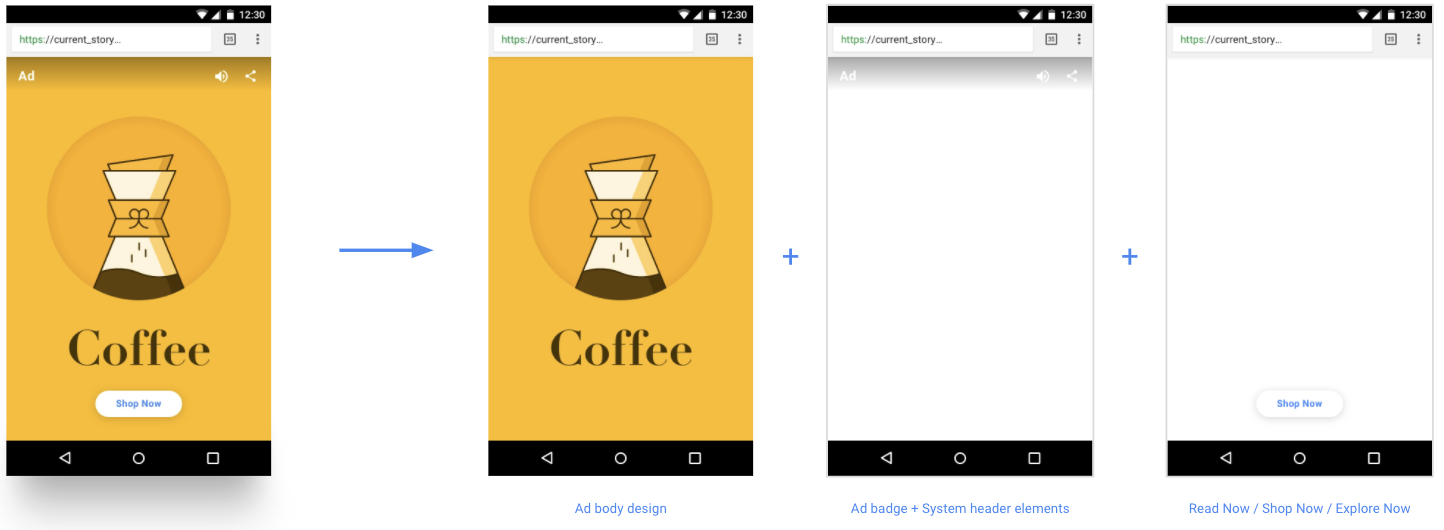 12:30
https://current_story...
35
Ad
Coffee
Shop Now
12:30
https://current_story...
35
Coffee
Ad body design
+
12:30
https://current_story...
35
Ad
Ad badge + System header elements
+
12:30
https://current_story...
35
Shop Now
Read Now / Shop Now / Explore Now